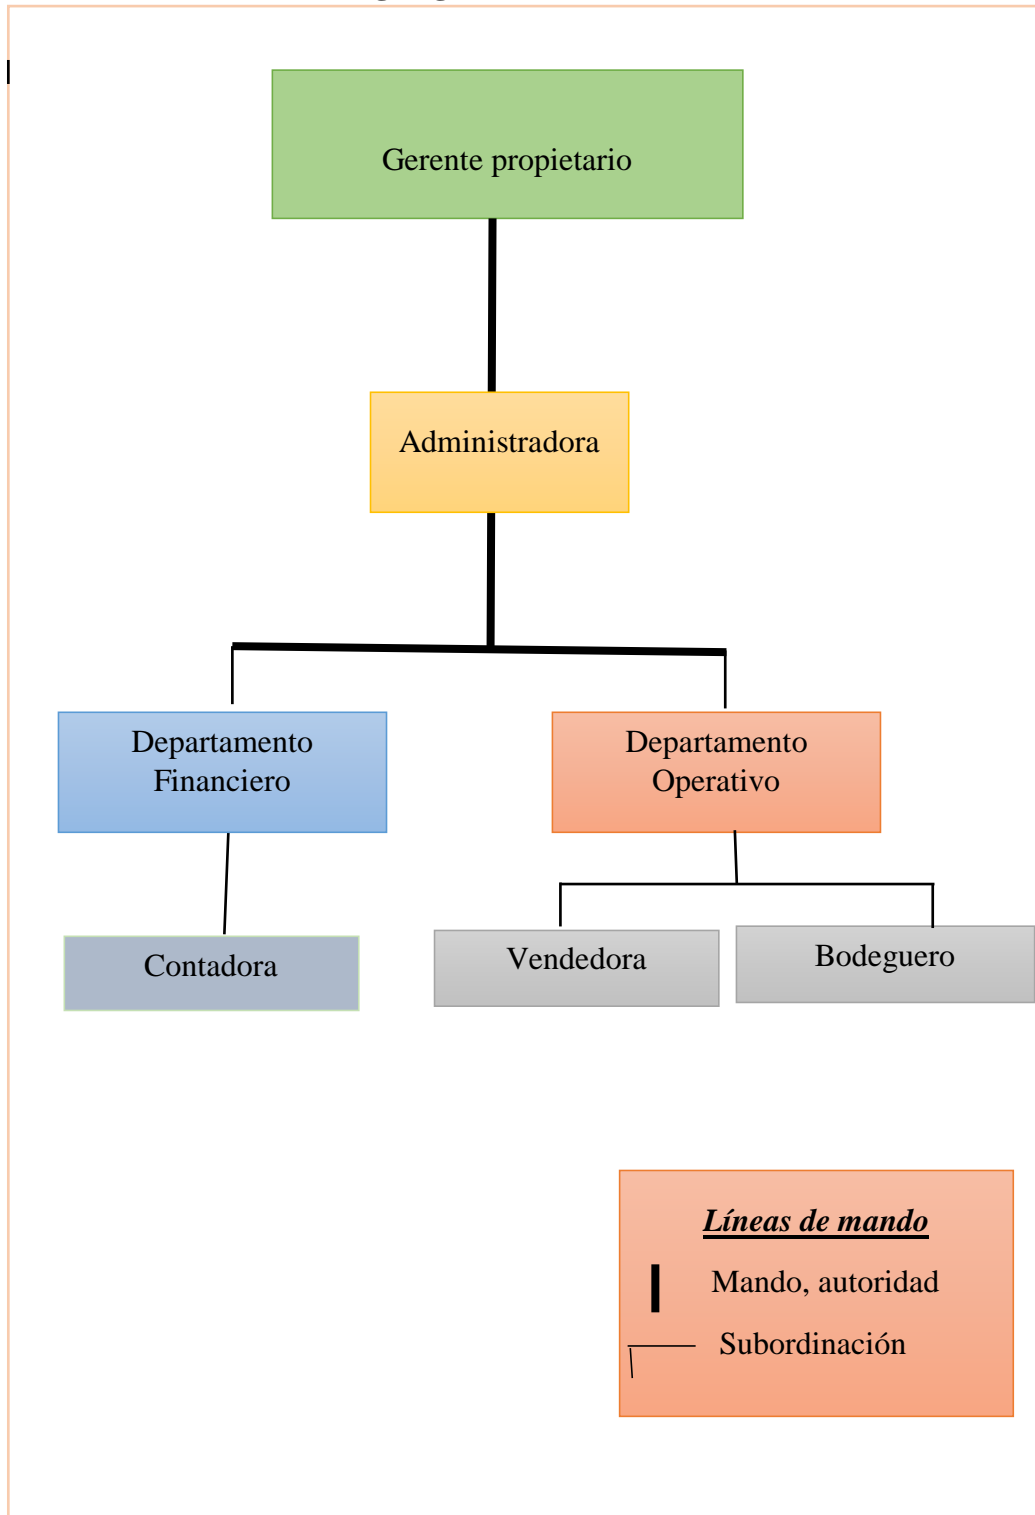 Gerente propietario
Administradora
Departamento
Financiero
Departamento
Operativo
Contadora
Vendedora
Bodeguero
Líneas de mando
Mando, autoridad
Subordinación